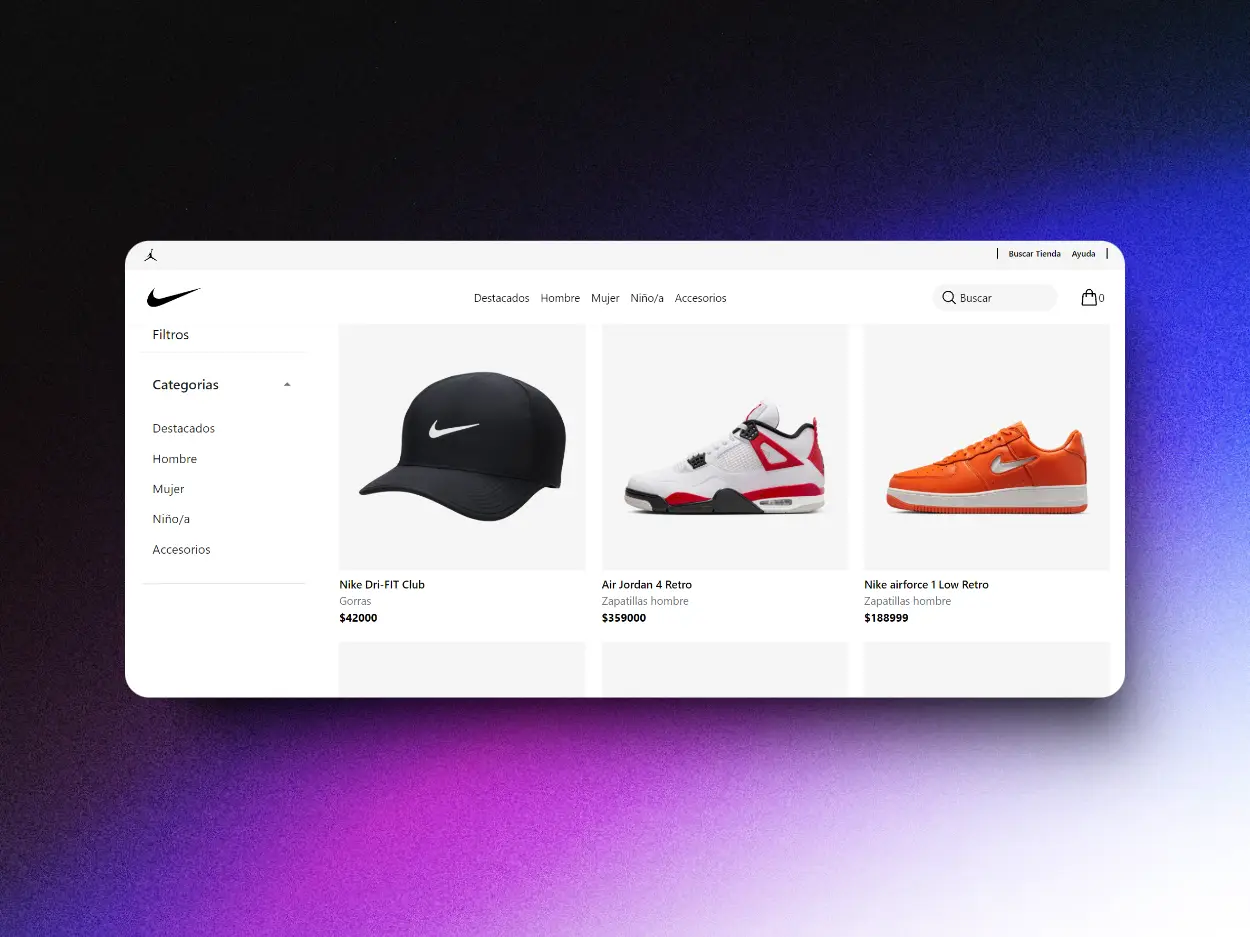 Buscar Tienda Ayuda
Destacados Hombre Mujer Niño/a Accesorios Buscar 0
Filtros
Categorias
Destacados
Hombre
Mujer
Niño/a
Accesorios
Nike Dri-FIT Club
Gorras
$42000
Air Jordan 4 Retro
Zapatillas hombre
$359000
Nike airforce 1 Low Retro
Zapatillas hombre
$188999